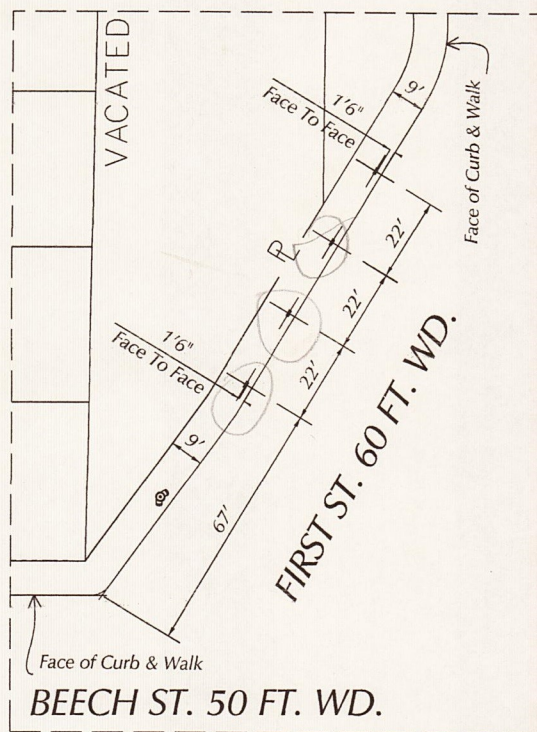 VACATED
9'
1'6"
Face To Face
Face of Curb & Walk
22'
22'
22'
1'6"
Face To Face
9'
67'
FIRST ST. 60 FT. WD.
Face of Curb & Walk
BEECH ST. 50 FT. WD.